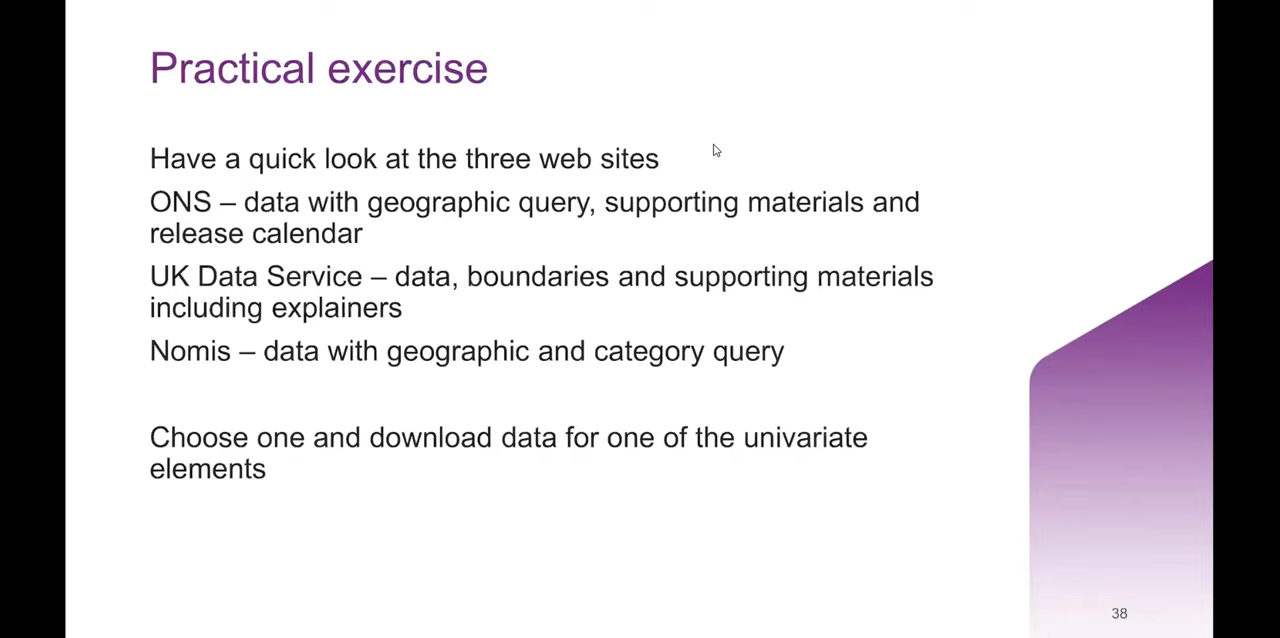 Practical exercise
Have a quick look at the three web sites
ONS – data with geographic query, supporting materials and
release calendar
UK Data Service – data, boundaries and supporting materials
including explainers
Nomis – data with geographic and category query
Choose one and download data for one of the univariate
elements
38